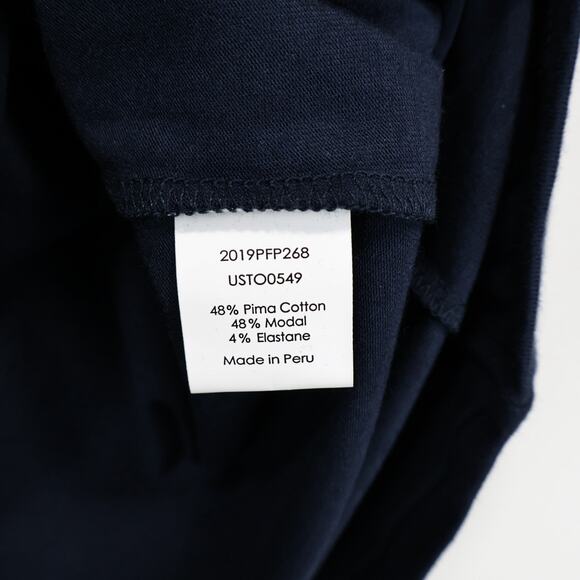 2019PFP268
USTO0549
48% Pima Cotton
48% Modal
4% Elastane
Made in Peru